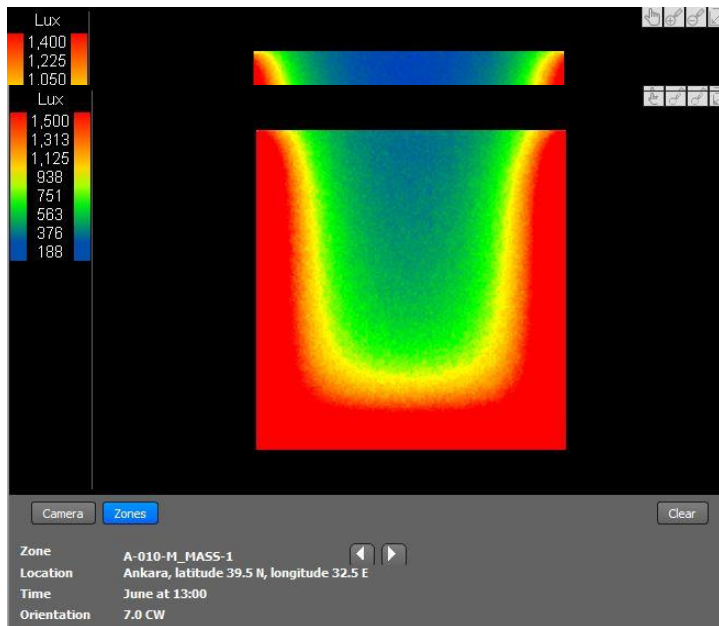 Lux
1,400
1,225
1.050
Lux
1,500
1,313
1,125
938
751
563
376
188
Camera
Zones
Clear
Zone A-010-M_MASS-1
Location Ankara, latitude 39.5 N, longitude 32.5 E
Time June at 13:00
Orientation 7.0 CW